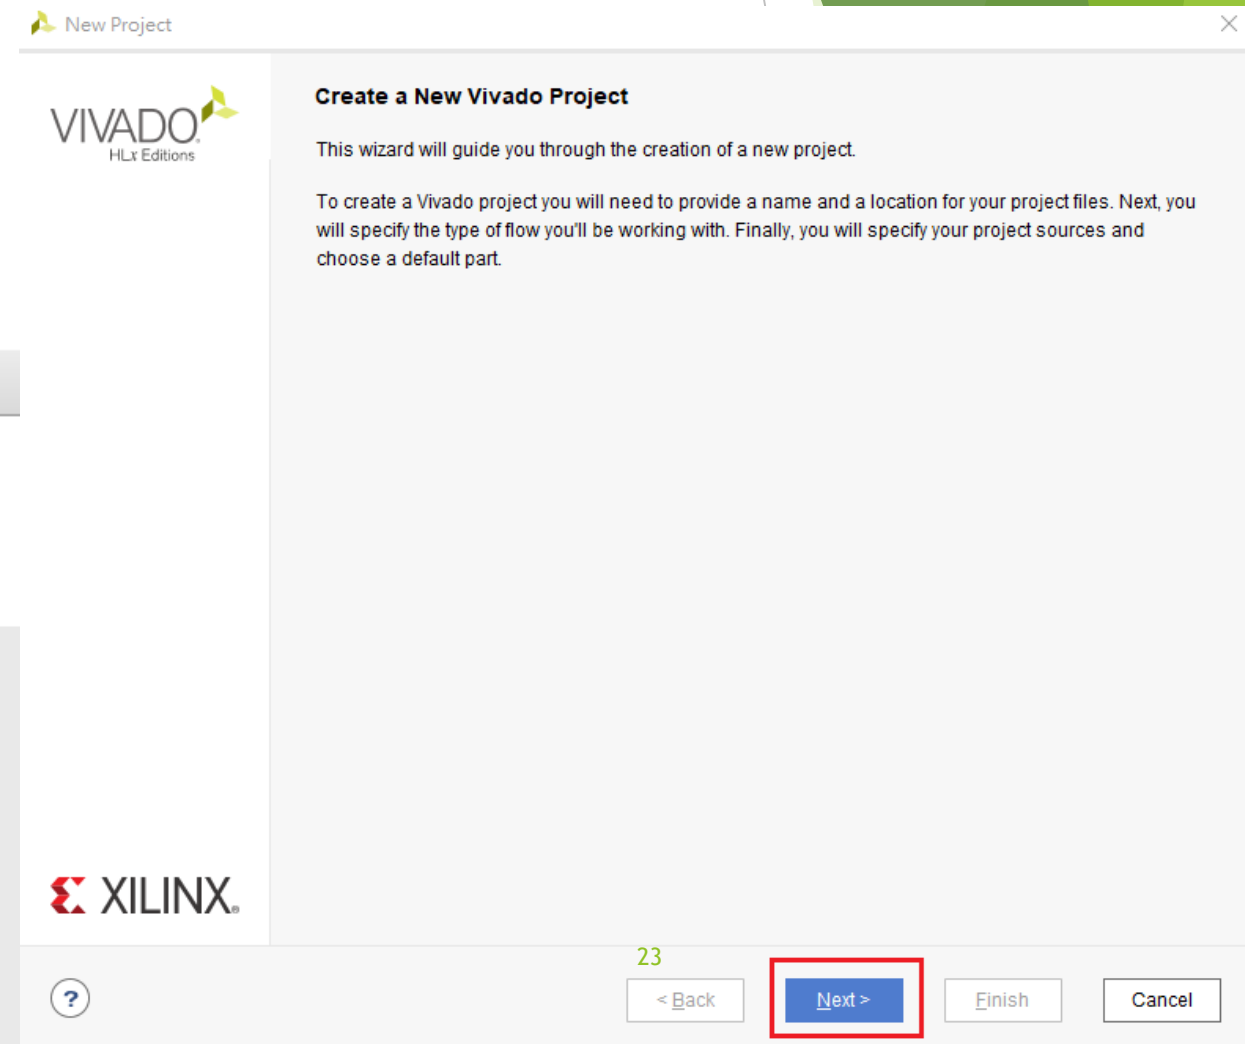 New Project
VIVADO.
HLx Editions
Create a New Vivado Project
This wizard will guide you through the creation of a new project.
To create a Vivado project you will need to provide a name and a location for your project files. Next, you
will specify the type of flow you'll be working with. Finally, you will specify your project sources and
choose a default part.
XILINX.
23
?
< Back
Next >
Finish
Cancel